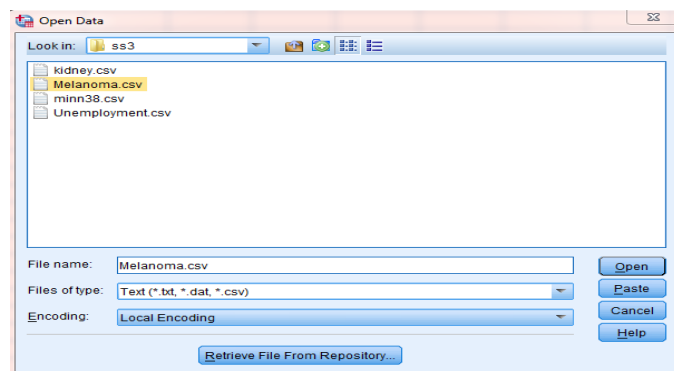 Open Data
Look in: ss3
kidney.csv
Melanoma.csv
minn38.csv
Unemployment.csv
File name: Melanoma.csv Open
Files of type: Text (*.txt, *.dat, *.csv) Paste
Encoding: Local Encoding Cancel
Help
Retrieve File From Repository...